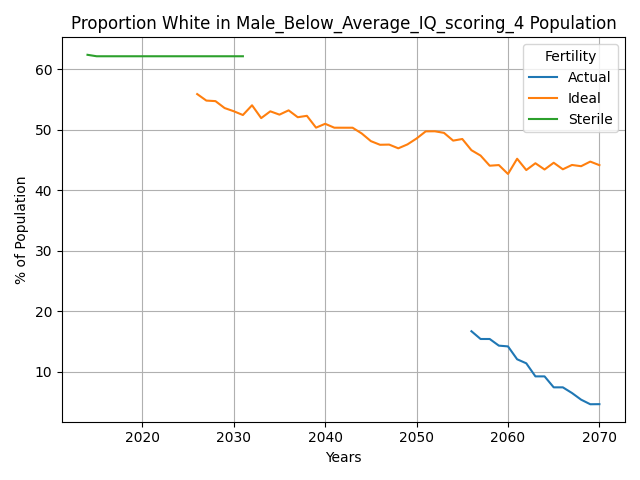 Proportion White in Male_Below_Average_IQ_scoring_4 Population
Fertility
Actual
Ideal
Sterile
% of Population
60
50
40
30
20
10
2020 2030 2040 2050 2060 2070
Years